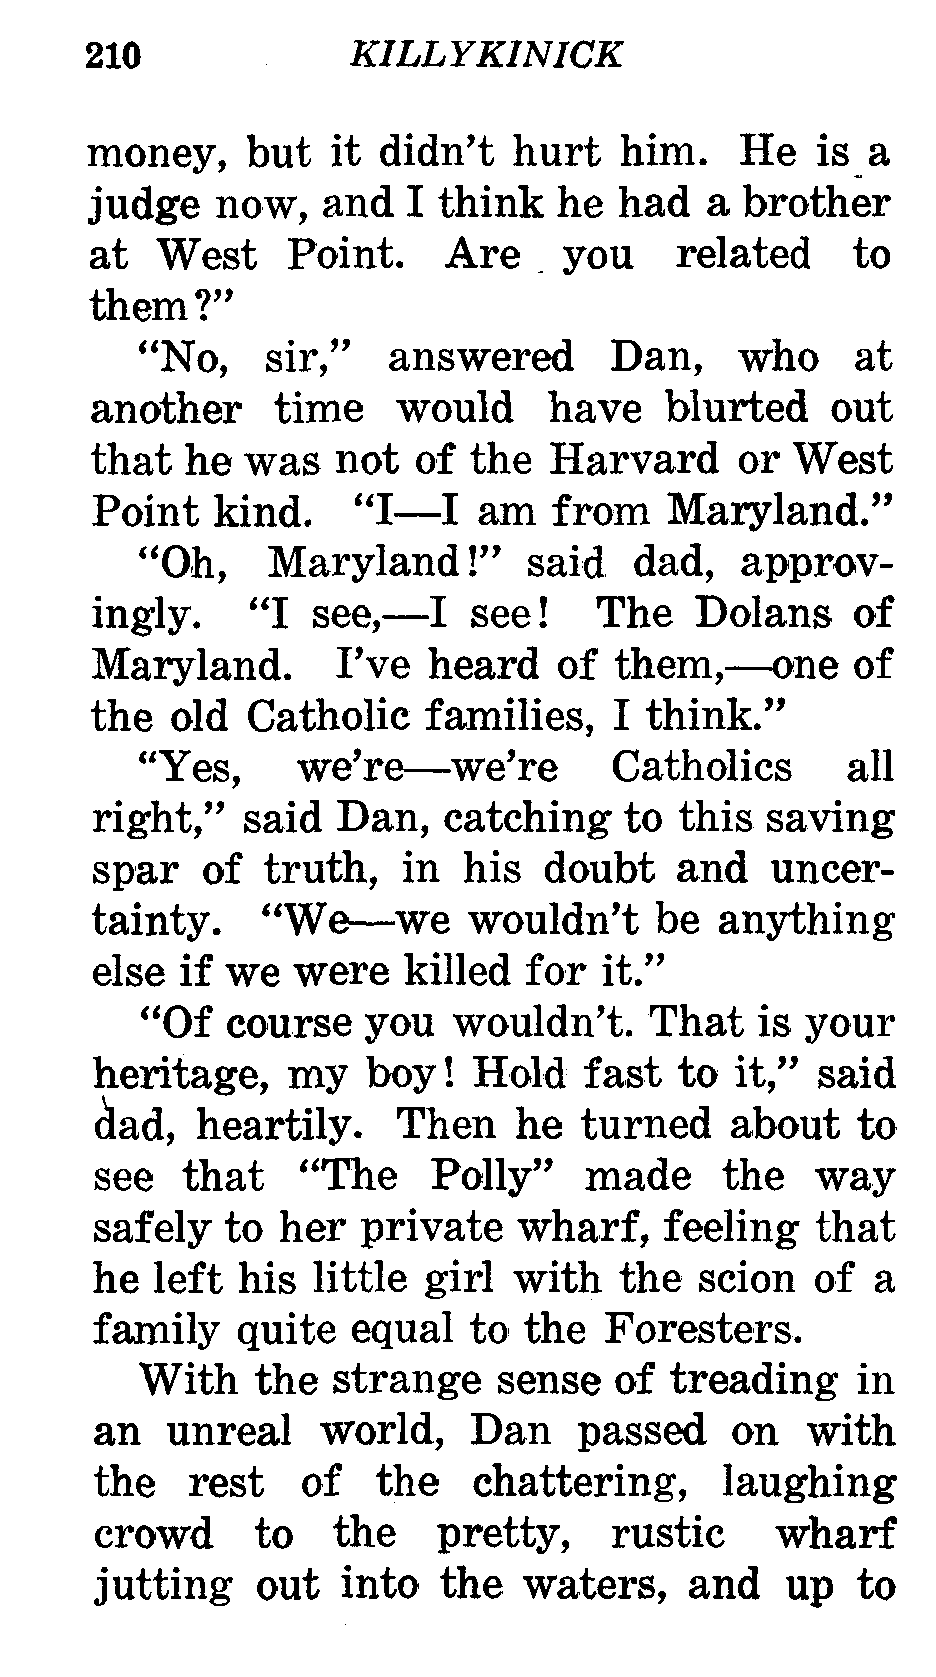 210 KILLYKINICK
money, but it didn't hurt him. He is a
judge now, and I think he had a brother
at West Point. Are you related to
them?"
"No, sir," answered Dan, who at
another time would have blurted out
that he was not of the Harvard or West
Point kind. "I—I am from Maryland."
"Oh, Maryland!" said dad, approv-
ingly. "I see,—I see! The Dolans of
Maryland. I've heard of them,—one of
the old Catholic families, I think."
"Yes, we're—we're Catholics all
right," said Dan, catching to this saving
spar of truth, in his doubt and uncer-
tainty. "We—we wouldn't be anything
else if we were killed for it."
"Of course you wouldn't. That is your
heritage, my boy! Hold fast to it," said
dad, heartily. Then he turned about to
see that "The Polly" made the way
safely to her private wharf, feeling that
he left his little girl with the scion of a
family quite equal to the Foresters.
With the strange sense of treading in
an unreal world, Dan passed on with
the rest of the chattering, laughing
crowd to the pretty, rustic wharf
jutting out into the waters, and up to